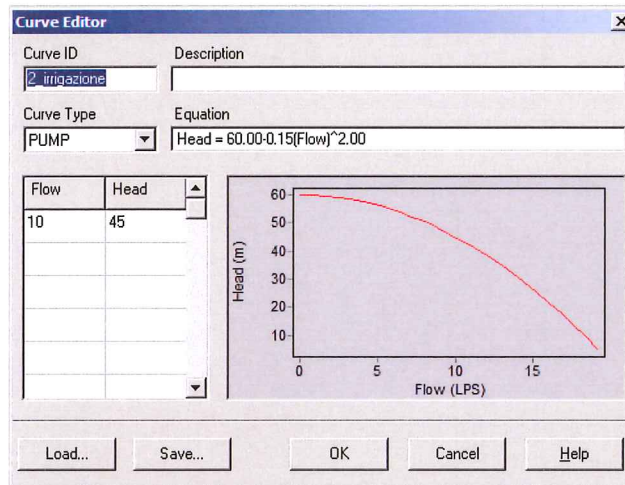 Curve Editor
Curve ID Description
2_irrigazione
Curve Type Equation
PUMP Head = 60.00-0.15(Flow)^2.00
Flow Head
10 45
60
50
40
30
20
10
Head (m)
0 5 10 15
Flow (LPS)
Load... Save... OK Cancel Help